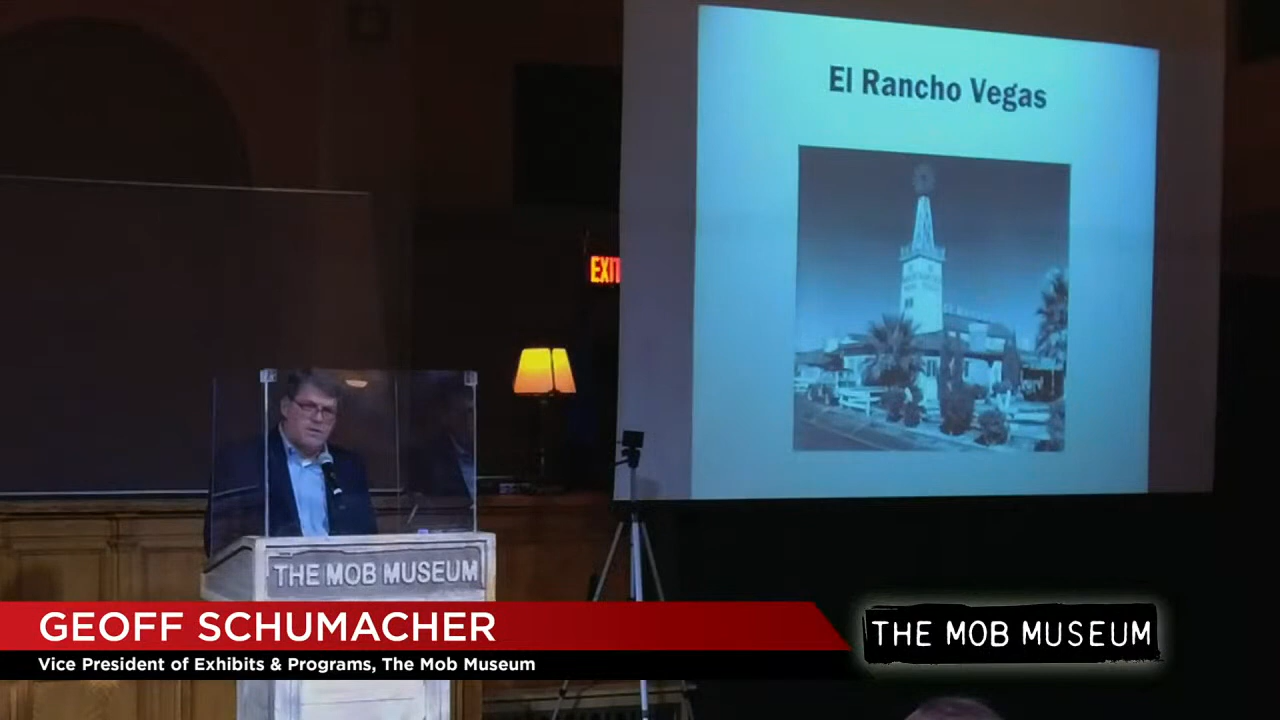 El Rancho Vegas
EXIT
THE MOB MUSEUM
GEOFF SCHUMACHER
Vice President of Exhibits & Programs, The Mob Museum
THE MOB MUSEUM